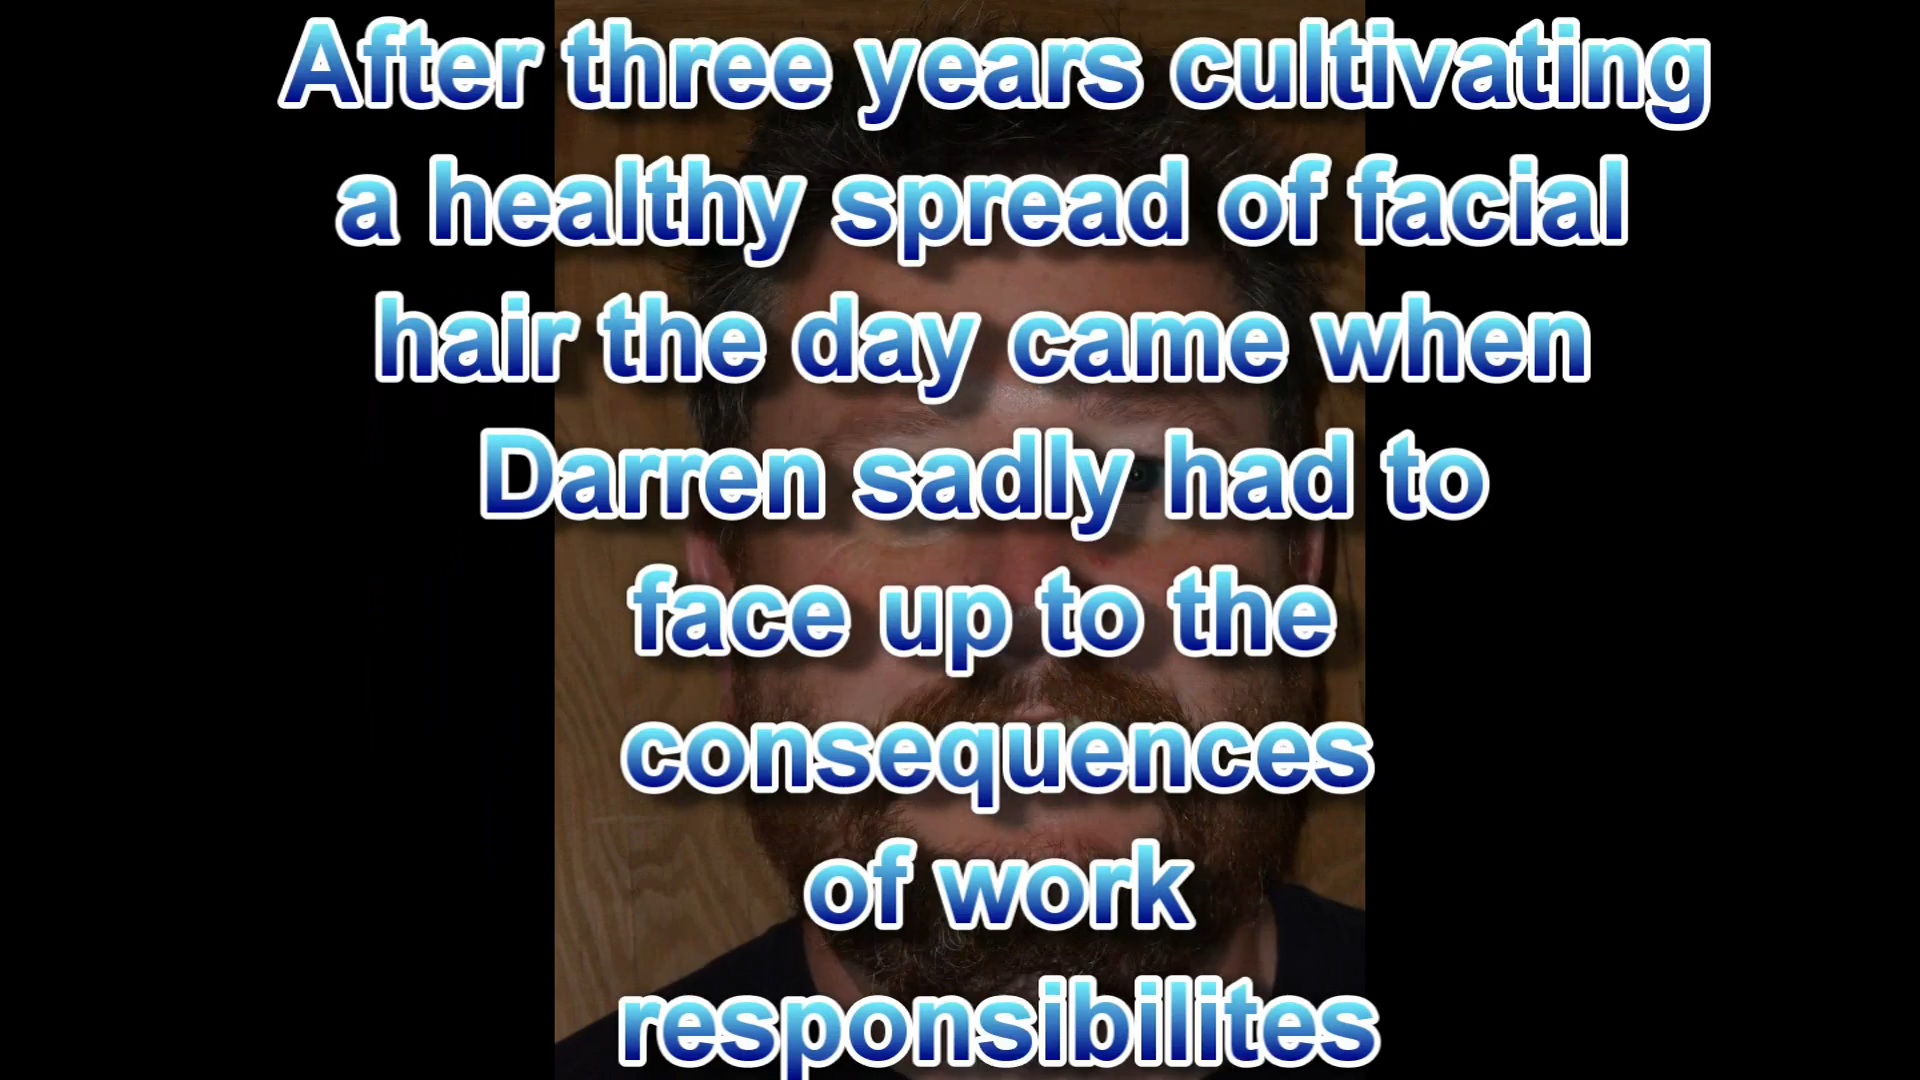 After three years cultivating
a healthy spread of facial
hair the day came when
Darren sadly had to
face up to the
consequences
of work
responsibilites